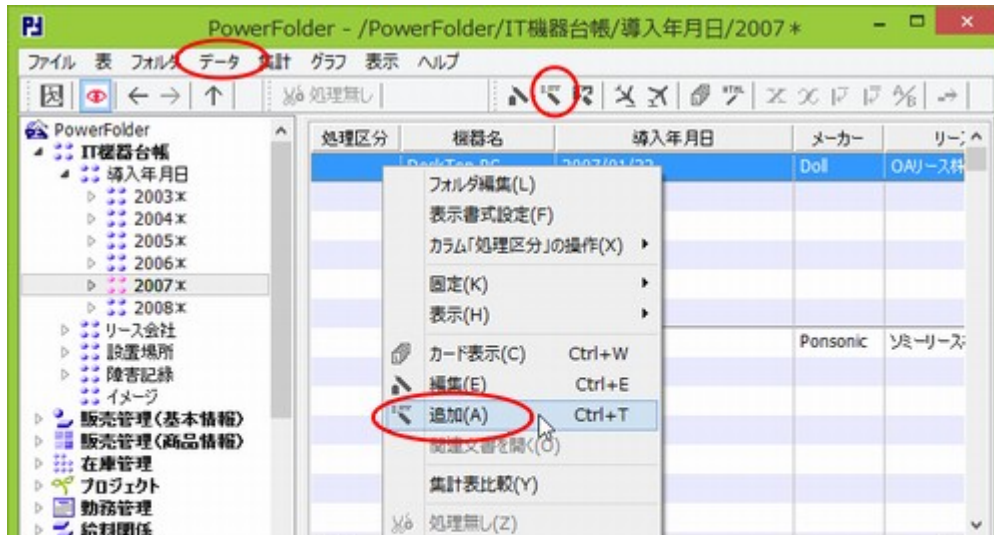 PowerFolder - /PowerFolder/IT機器台帳/導入年月日/2007*
ファイル 表 フォルダ データ 集計 グラフ 表示 ヘルプ
処理無し
PowerFolder
IT機器台帳
導入年月日
2003*
2004*
2005*
2006*
2007*
2008*
リース会社
設置場所
障害記録
イメージ
販売管理(基本情報)
販売管理(商品情報)
在庫管理
プロジェクト
勤務管理
給料関係
処理区分 機器名 導入年月日 メーカー リー
DeskTop PC 2007/01/22 Doll OAリース株
Ponsonic ソミーリース
フォルダ編集(L)
表示書式設定(F)
カラム「処理区分」の操作(X)
固定(K)
表示(H)
カード表示(C) Ctrl+W
編集(E) Ctrl+E
追加(A) Ctrl+T
関連文書を開く(O)
集計表比較(Y)
処理無し(Z)